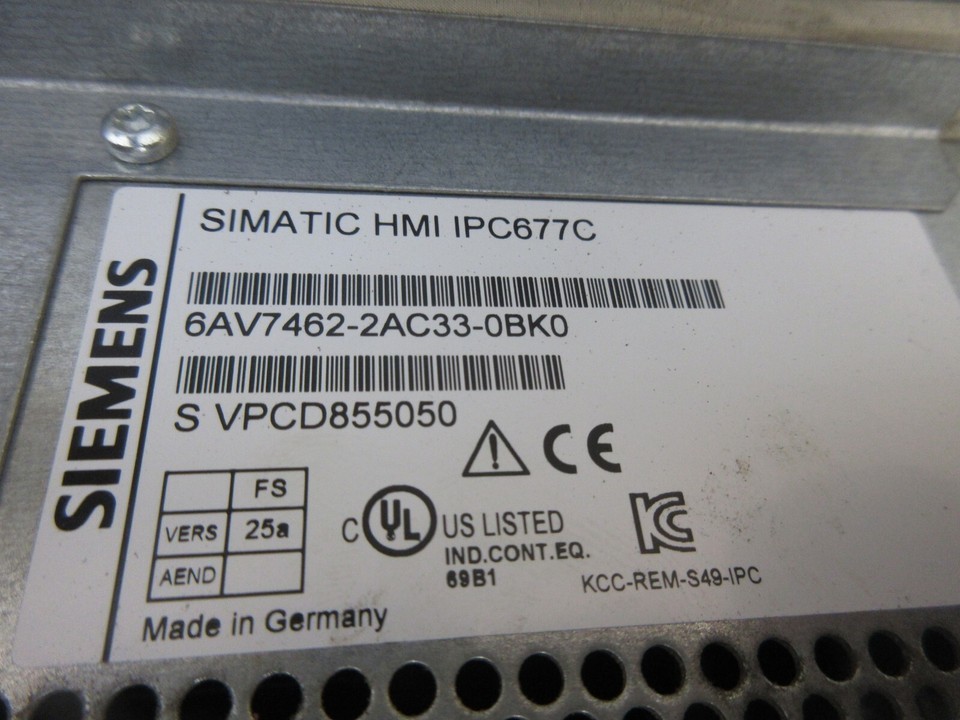 SIEMENS
SIMATIC HMI IPC677C
6AV7462-2AC33-0BK0
S VPCD855050
CE
FS
VERS 25a
AEND
C UL US LISTED
IND.CONT.EQ.
69B1
KC
KCC-REM-S49-IPC
Made in Germany